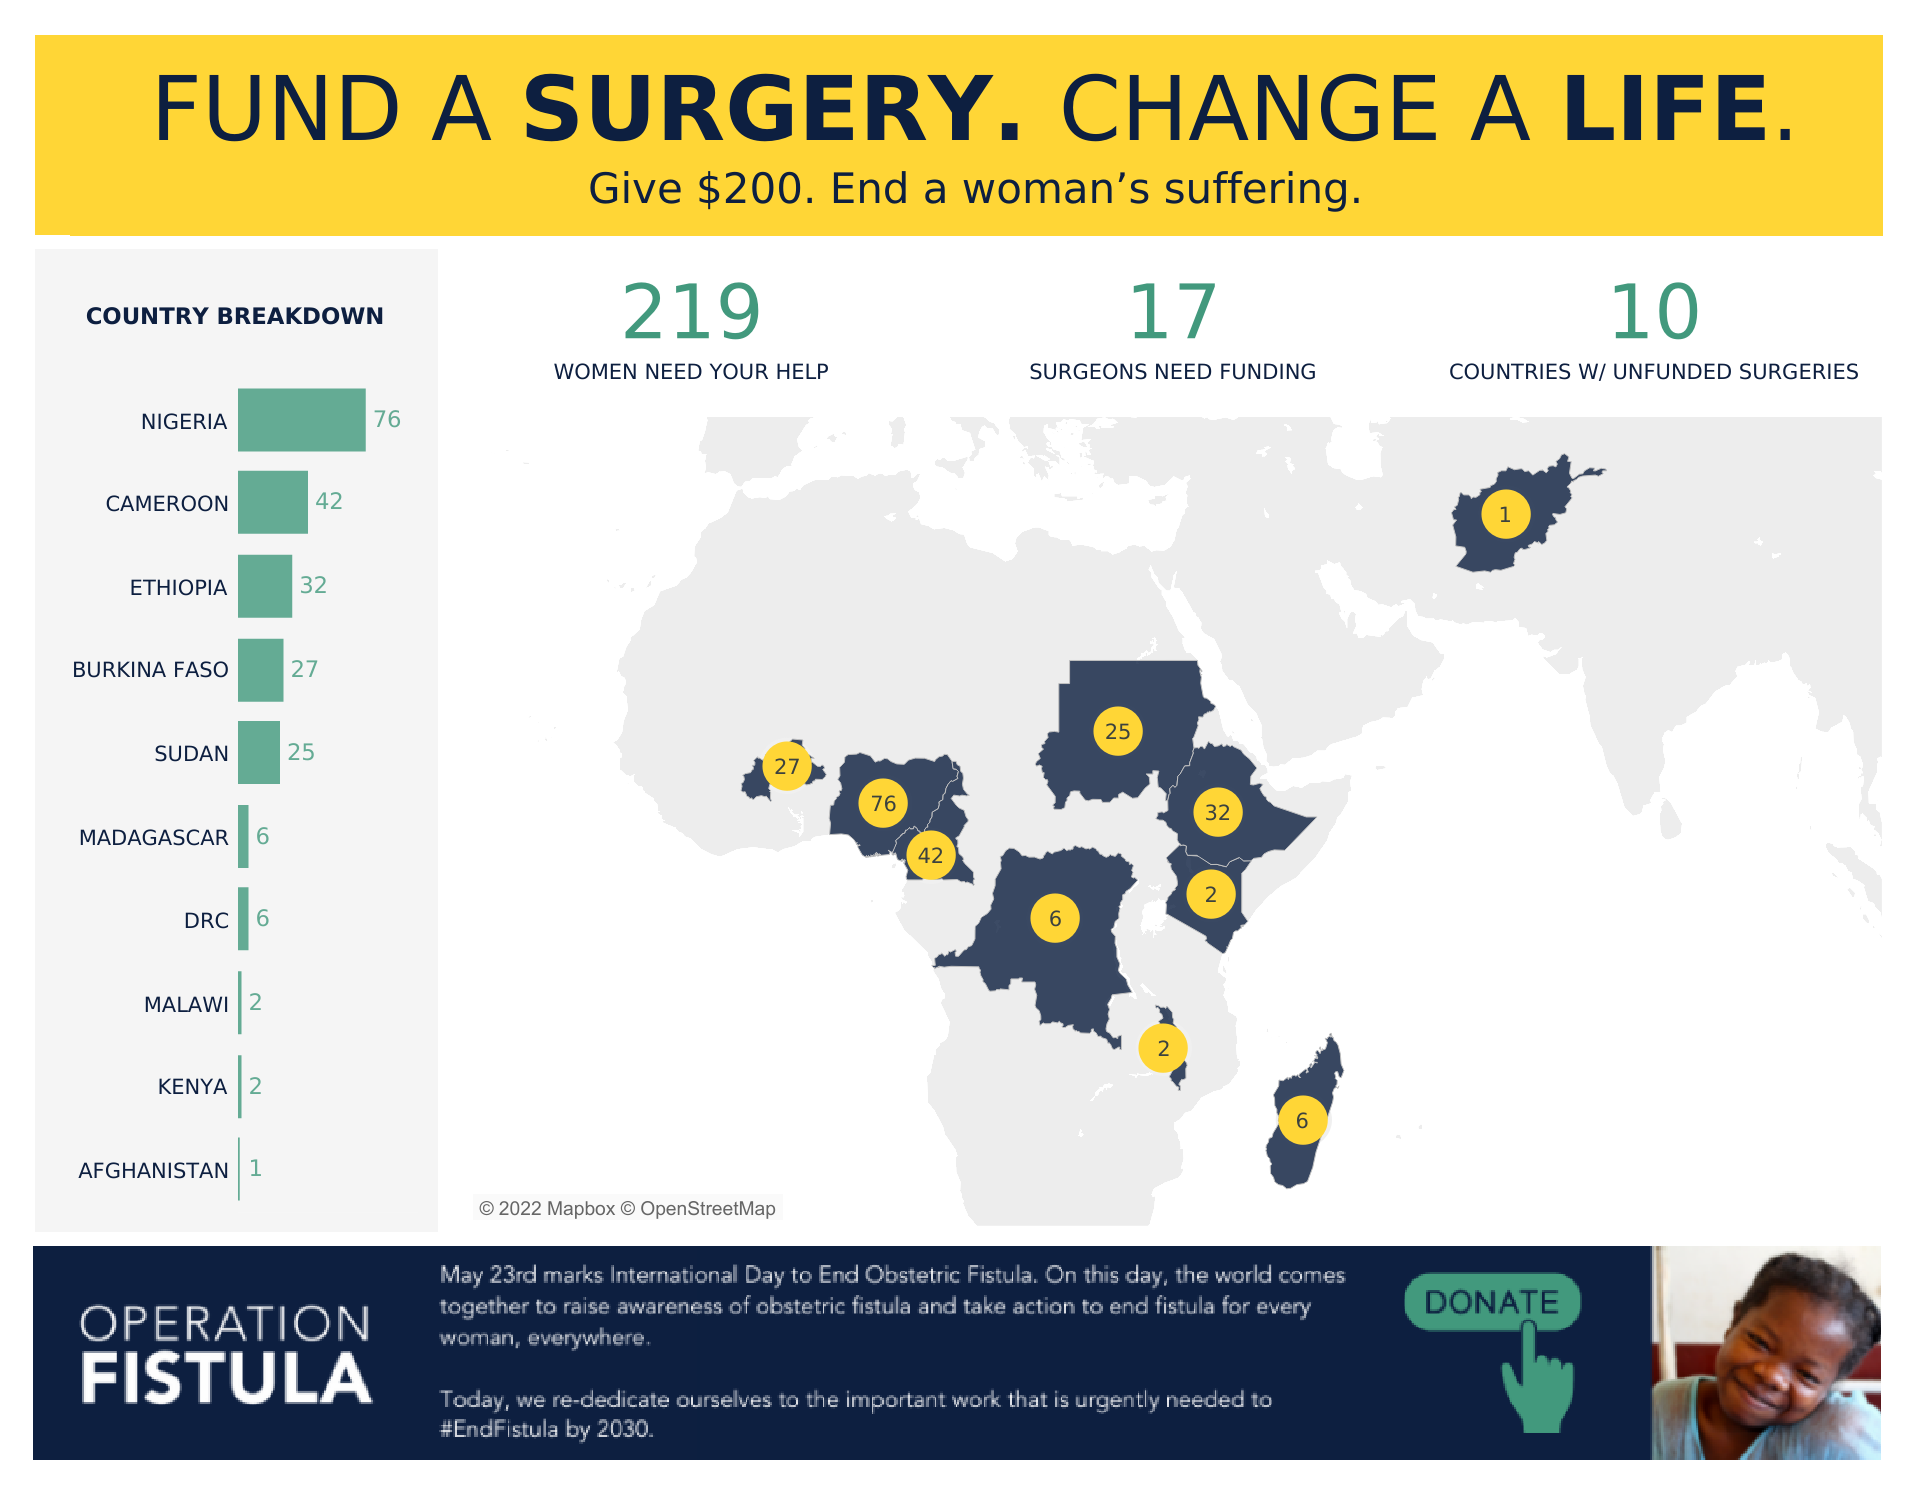 FUND A SURGERY. CHANGE A LIFE.
Give $200. End a woman’s suffering.
COUNTRY BREAKDOWN
NIGERIA 76
CAMEROON 42
ETHIOPIA 32
BURKINA FASO 27
SUDAN 25
MADAGASCAR 6
DRC 6
MALAWI 2
KENYA 2
AFGHANISTAN 1
219
WOMEN NEED YOUR HELP
17
SURGEONS NEED FUNDING
10
COUNTRIES W/ UNFUNDED SURGERIES
1
25
27
76
32
42
2
6
2
6
© 2022 Mapbox © OpenStreetMap
OPERATION
FISTULA
May 23rd marks International Day to End Obstetric Fistula. On this day, the world comes
together to raise awareness of obstetric fistula and take action to end fistula for every
woman, everywhere.
Today, we re-dedicate ourselves to the important work that is urgently needed to
#EndFistula by 2030.
DONATE